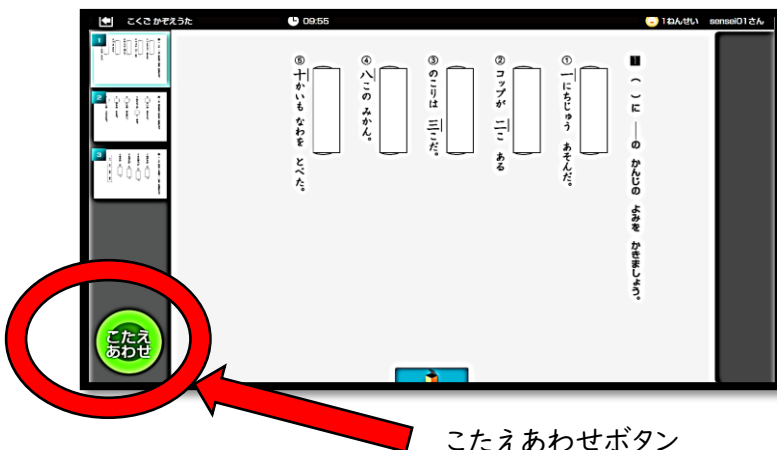 こくご かぞえうた
09:55
1ねんせい sensei01さん
1
2
3
1 ( )に ――の かんじの よみを かきましょう。
① 一にちじゅう あそんだ。
② コップが 二こ ある
③ のこりは 三こだ。
④ 八この みかん。
⑤ 十かいも なわを とべた。
こたえ
あわせ
こたえあわせボタン